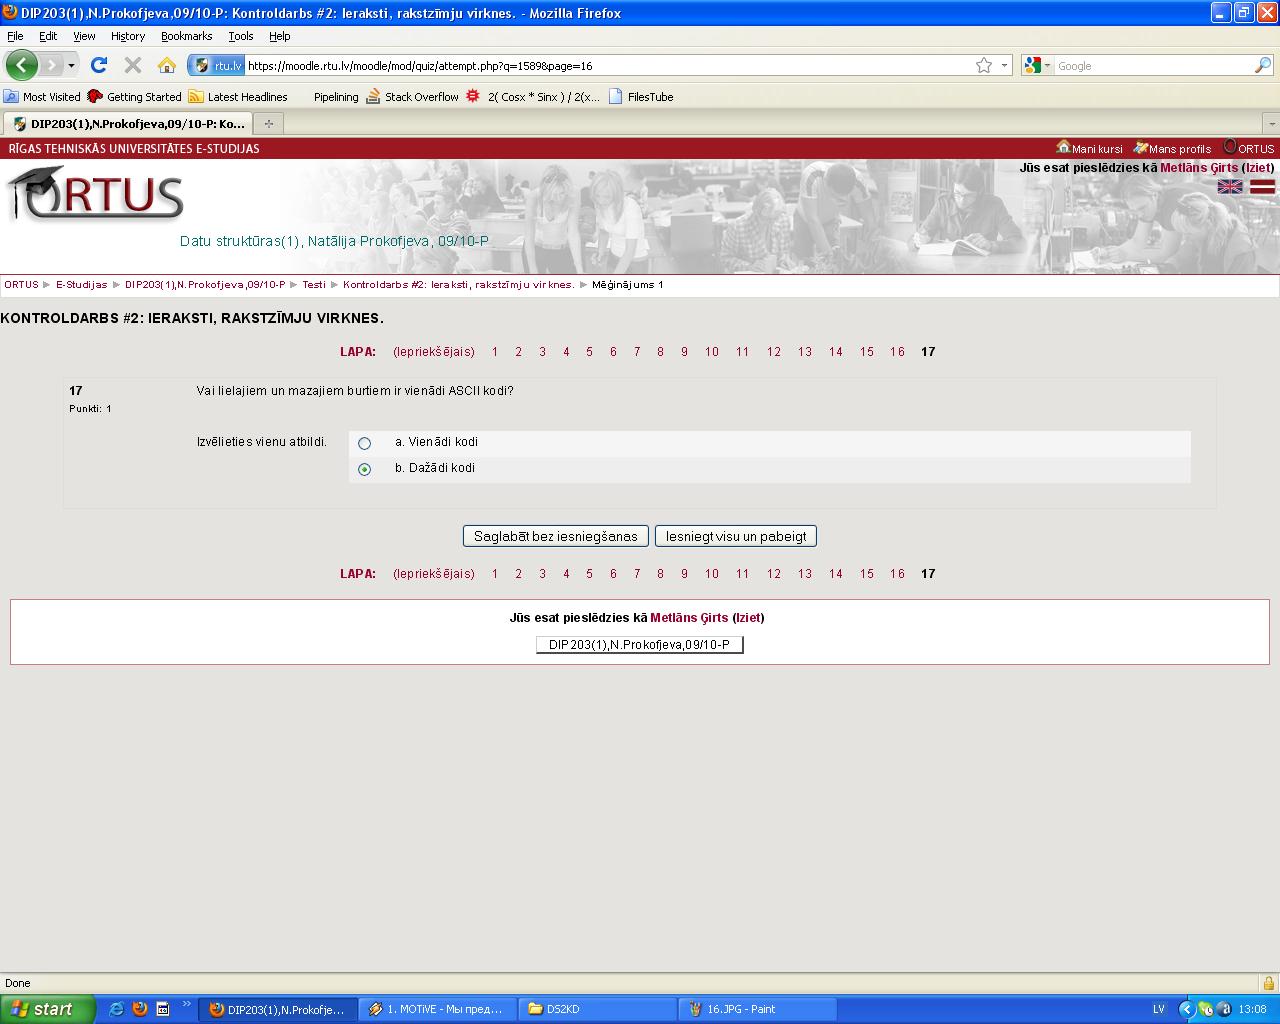 DIP203(1),N.Prokofjeva,09/10-P: Kontroldarbs #2: Ieraksti, rakstzīmju virknes. - Mozilla Firefox
File Edit View History Bookmarks Tools Help
rtu.lv https://moodle.rtu.lv/moodle/mod/quiz/attempt.php?q=1589&page=16 Google
Most Visited Getting Started Latest Headlines Pipelining Stack Overflow 2( Cosx * Sinx ) / 2(x... FilesTube
DIP203(1),N.Prokofjeva,09/10-P: Ko...
RĪGAS TEHNISKĀS UNIVERSITĀTES E-STUDIJAS Mani kursi Mans profils ORTUS
Jūs esat pieslēdzies kā Metlāns Ģirts (Iziet)
ORTUS
Datu struktūras(1), Natālija Prokofjeva, 09/10-P
ORTUS ► E-Studijas ► DIP203(1),N.Prokofjeva,09/10-P ► Testi ► Kontroldarbs #2: Ieraksti, rakstzīmju virknes. ► Mēģinājums 1
KONTROLDARBS #2: IERAKSTI, RAKSTZĪMJU VIRKNES.
LAPA: (Iepriekšējais) 1 2 3 4 5 6 7 8 9 10 11 12 13 14 15 16 17
17 Vai lielajiem un mazajiem burtiem ir vienādi ASCII kodi?
Punkti: 1
Izvēlieties vienu atbildi. a. Vienādi kodi
b. Dažādi kodi
Saglabāt bez iesniegšanas Iesniegt visu un pabeigt
LAPA: (Iepriekšējais) 1 2 3 4 5 6 7 8 9 10 11 12 13 14 15 16 17
Jūs esat pieslēdzies kā Metlāns Ģirts (Iziet)
DIP203(1),N.Prokofjeva,09/10-P
Done
start DIP203(1),N.Prokofje... 1. MOTiVE - Мы пред... DS2KD 16.JPG - Paint LV 13:08